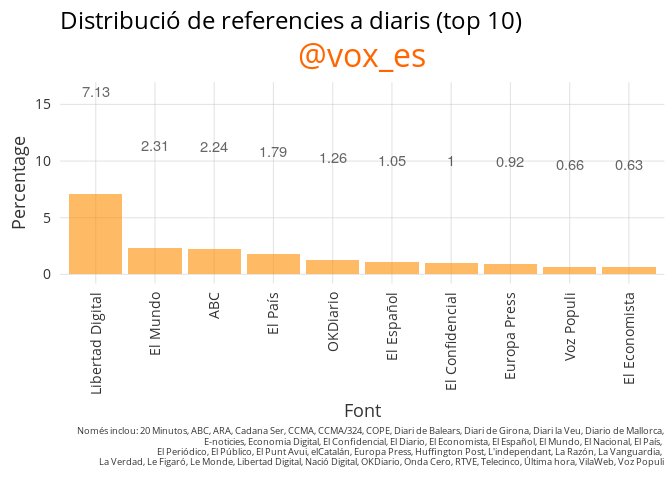 Distribució de referencies a diaris (top 10)
@vox_es
7.13
2.31
2.24
1.79
1.26
1.05
1
0.92
0.66
0.63
15
10
5
0
Percentage
Libertad Digital
El Mundo
ABC
El País
OKDiario
El Español
El Confidencial
Europa Press
Voz Populi
El Economista
Font
Només inclou: 20 Minutos, ABC, ARA, Cadana Ser, CCMA, CCMA/324, COPE, Diari de Balears, Diari de Girona, Diari la Veu, Diario de Mallorca,
E-noticies, Economia Digital, El Confidencial, El Diario, El Economista, El Español, El Mundo, El Nacional, El País,
El Periódico, El Público, El Punt Avui, elCatalán, Europa Press, Huffington Post, L'independant, La Razón, La Vanguardia,
La Verdad, Le Figaró, Le Monde, Libertad Digital, Nació Digital, OKDiario, Onda Cero, RTVE, Telecinco, Última hora, VilaWeb, Voz Populi